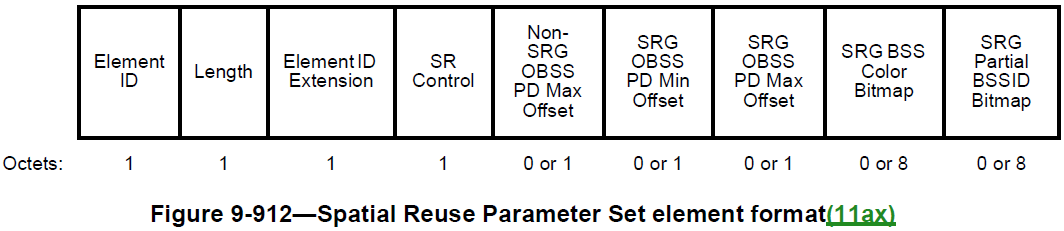 Element ID
Length
Element ID Extension
SR Control
Non-SRG OBSS PD Max Offset
SRG OBSS PD Min Offset
SRG OBSS PD Max Offset
SRG BSS Color Bitmap
SRG Partial BSSID Bitmap
Octets: 1 1 1 1 0 or 1 0 or 1 0 or 1 0 or 8 0 or 8
Figure 9-912—Spatial Reuse Parameter Set element format(11ax)